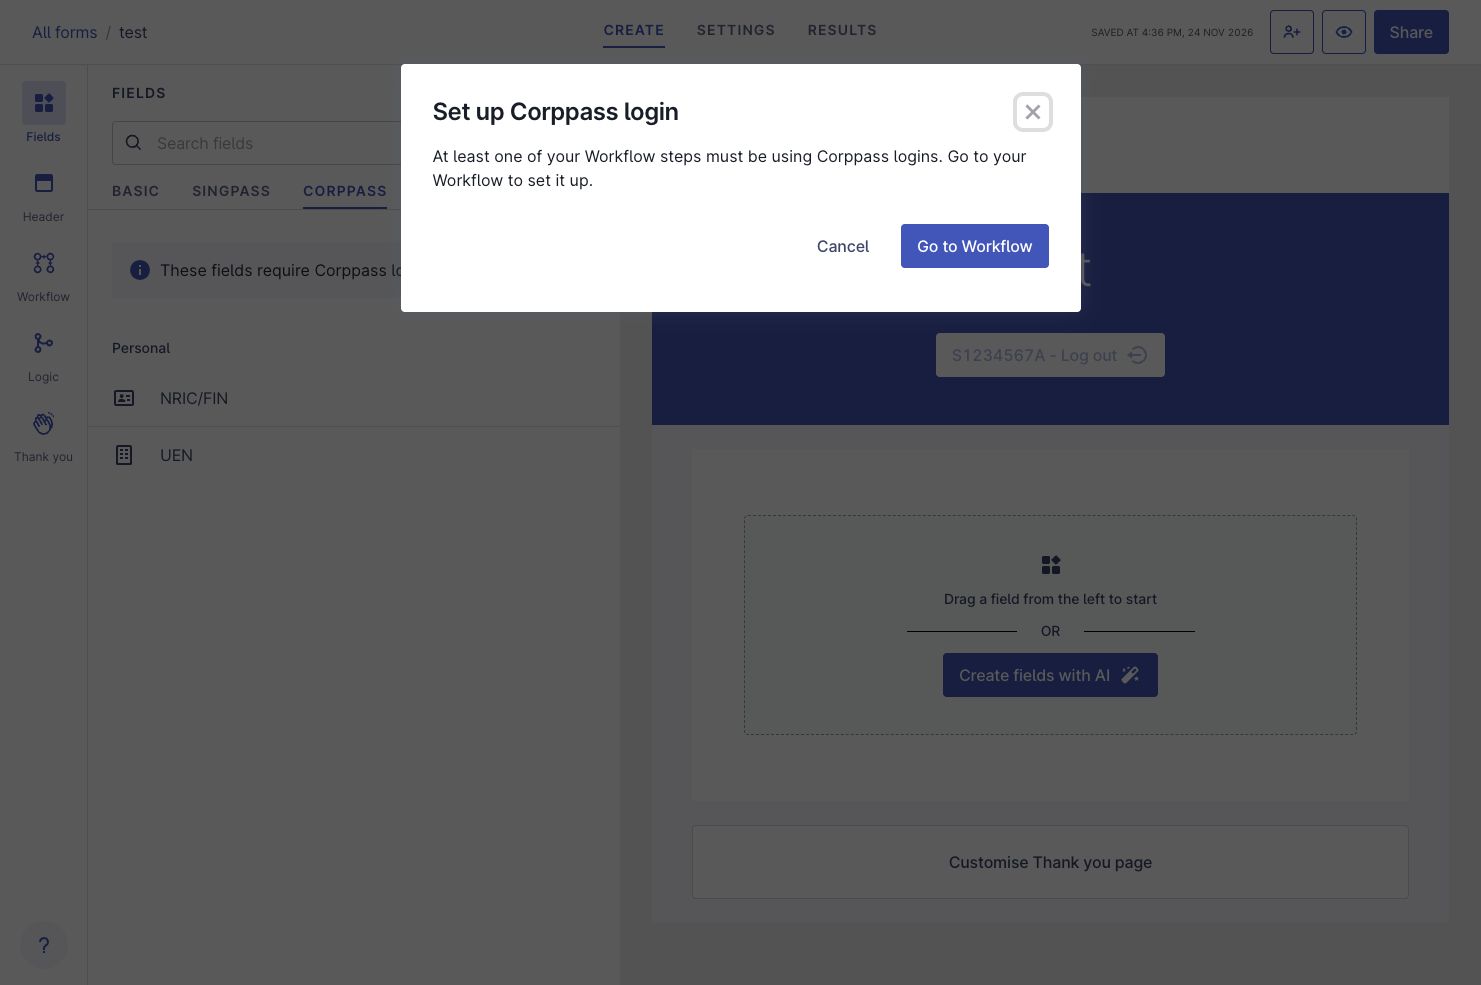 All forms / test
CREATE
SETTINGS
RESULTS
SAVED AT 4:36 PM, 24 NOV 2026
Share
Fields
Header
Workflow
Logic
Thank you
?
FIELDS
Search fields
BASIC
SINGPASS
CORPPASS
These fields require Corppass
Personal
NRIC/FIN
UEN
Set up Corppass login
At least one of your Workflow steps must be using Corppass logins. Go to your
Workflow to set it up.
Cancel
Go to Workflow
S1234567A - Log out
Drag a field from the left to start
OR
Create fields with AI
Customise Thank you page